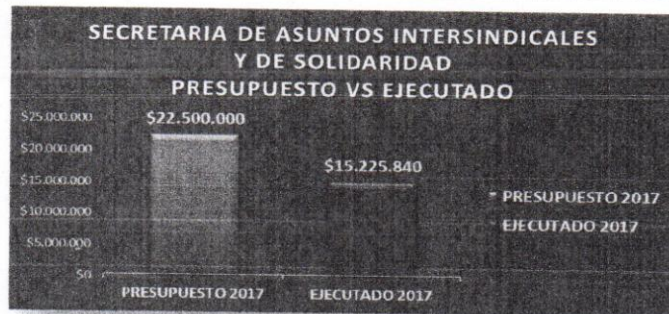 SECRETARIA DE ASUNTOS INTERSINDICALES
Y DE SOLIDARIDAD
PRESUPUESTO VS EJECUTADO
$25.000.000
$22.500.000
$20.000.000
$15.225.840
$15.000.000
$10.000.000
$5.000.000
$0
PRESUPUESTO 2017
EJECUTADO 2017
PRESUPUESTO 2017
EJECUTADO 2017